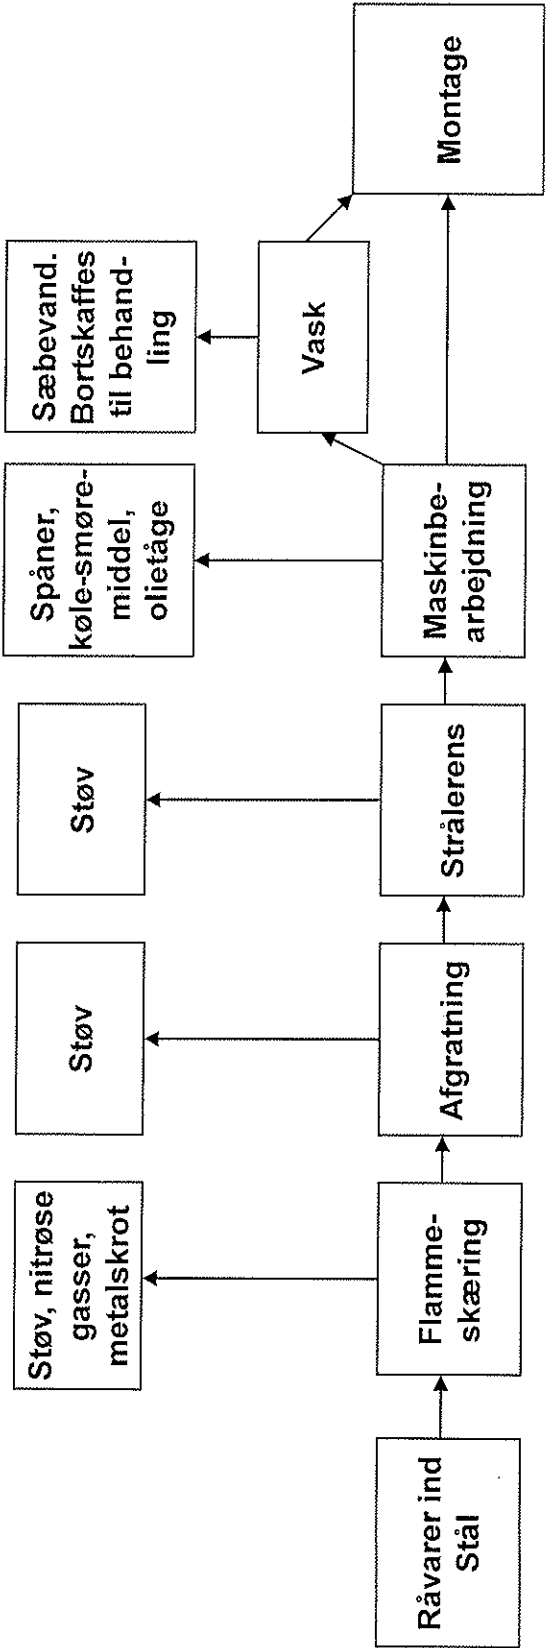 Støv, nitrøse
gasser,
metalskrot
Støv
Støv
Spåner,
køle-smøre-
middel,
olietåge
Sæbevand.
Bortskaffes
til behand-
ling
Vask
Råvarer ind
Stål
Flamme-
skæring
Afgratning
Strålerens
Maskinbe-
arbejdning
Montage